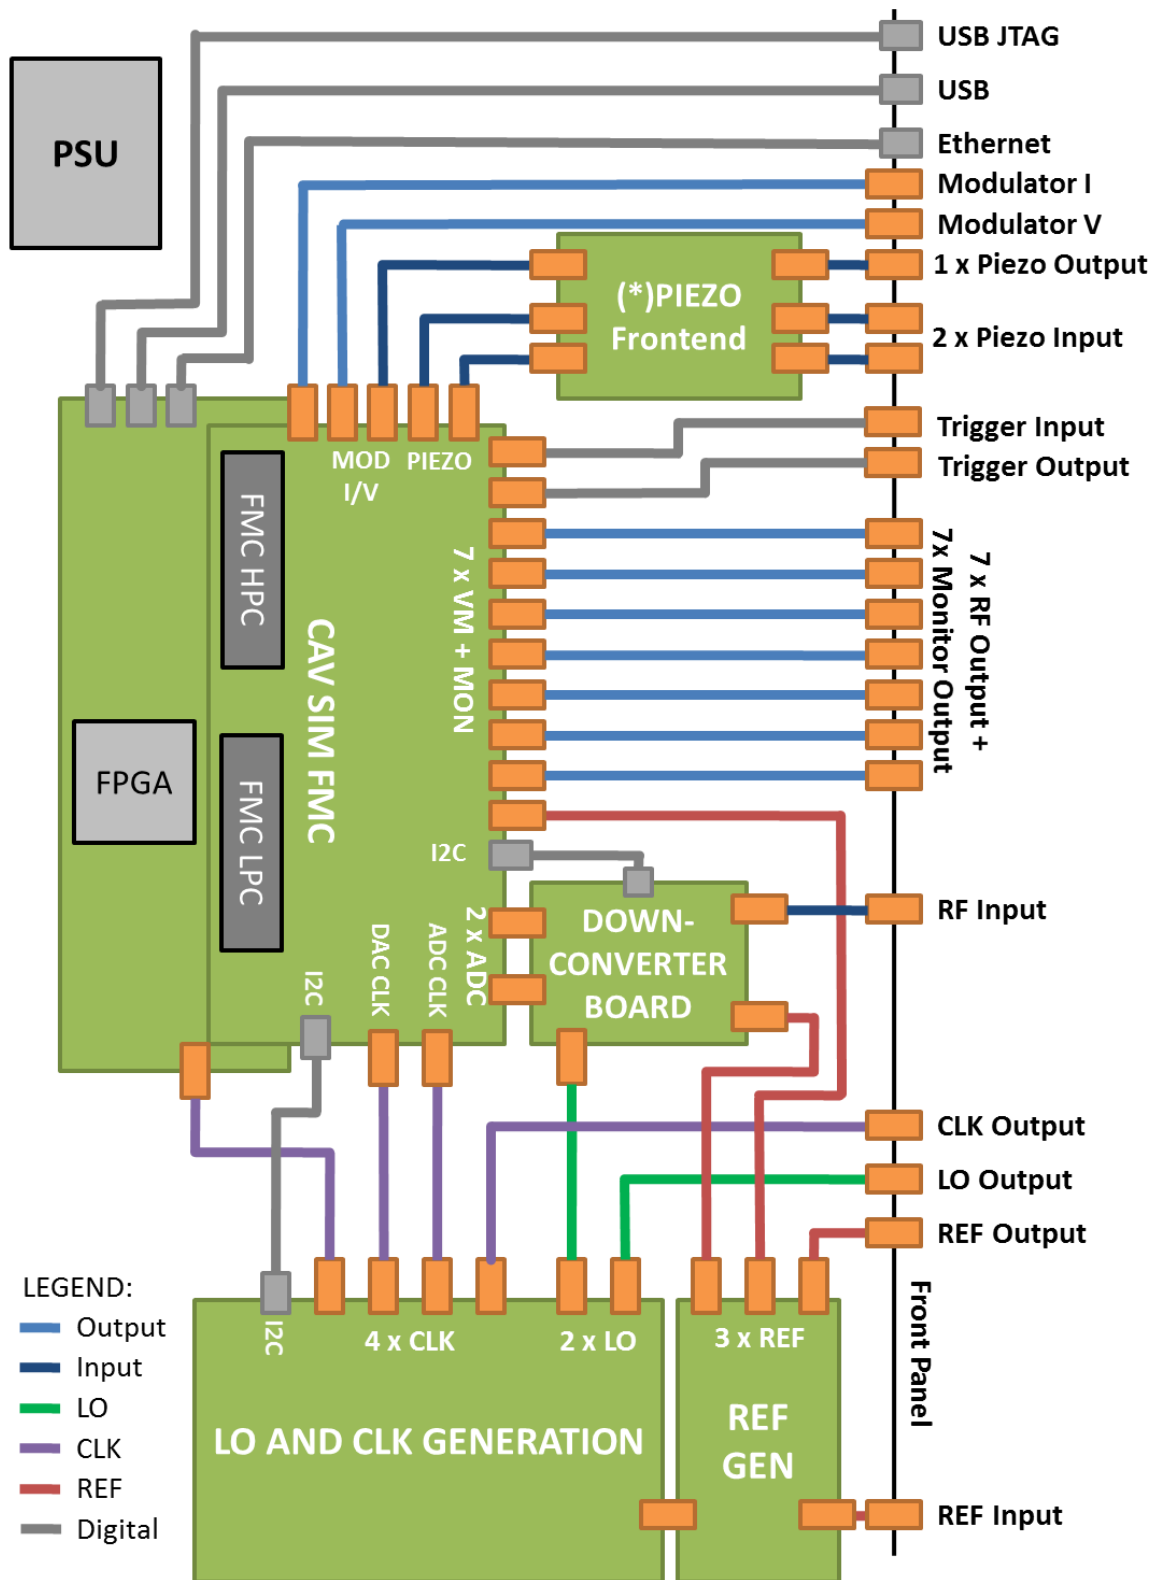 USB JTAG
USB
PSU
Ethernet
Modulator I
Modulator V
1 x Piezo Output
(*)PIEZO
Frontend
2 x Piezo Input
Trigger Input
Trigger Output
MOD
I/V
PIEZO
FMC HPC
7 x VM + MON
7 x RF Output +
7x Monitor Output
CAV SIM FMC
FPGA
FMC LPC
I2C
DOWN-
CONVERTER
BOARD
RF Input
2 x ADC
ADC CLK
DAC CLK
I2C
CLK Output
LO Output
REF Output
LEGEND:
Output
Input
LO
CLK
REF
Digital
I2C
4 x CLK
2 x LO
3 x REF
Front Panel
LO AND CLK GENERATION
REF
GEN
REF Input